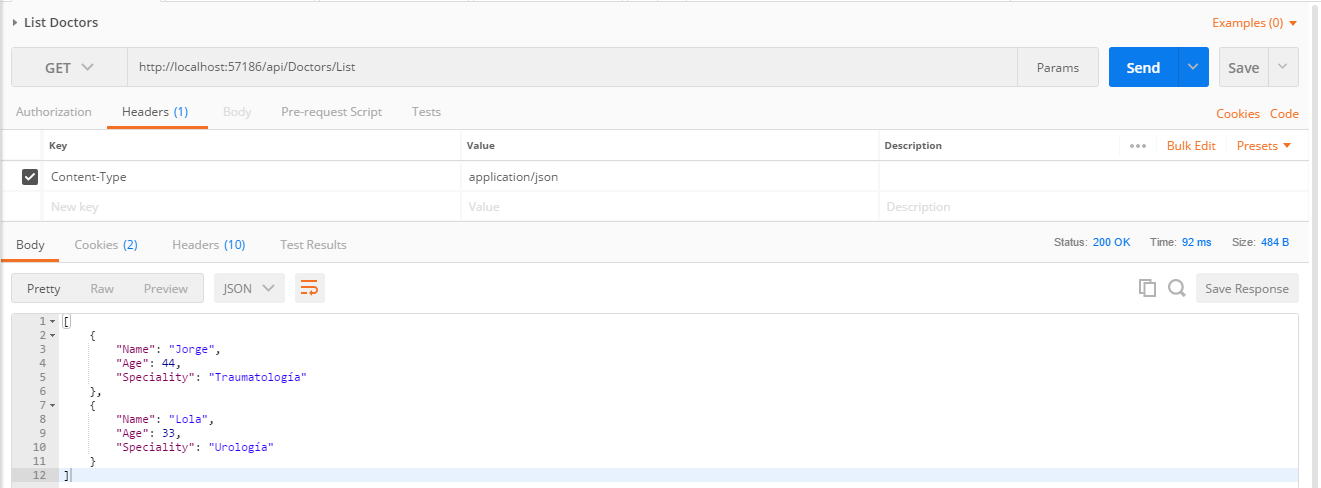 List Doctors Examples (0)
GET http://localhost:57186/api/Doctors/List Params Send Save
Authorization Headers (1) Body Pre-request Script Tests Cookies Code
Key Value Description ••• Bulk Edit Presets
Content-Type application/json
New key Value Description
Body Cookies (2) Headers (10) Test Results Status: 200 OK Time: 92 ms Size: 484 B
Pretty Raw Preview JSON Save Response
1 [
2 {
3 "Name": "Jorge",
4 "Age": 44,
5 "Speciality": "Traumatología"
6 },
7 {
8 "Name": "Lola",
9 "Age": 33,
10 "Speciality": "Urología"
11 }
12 ]